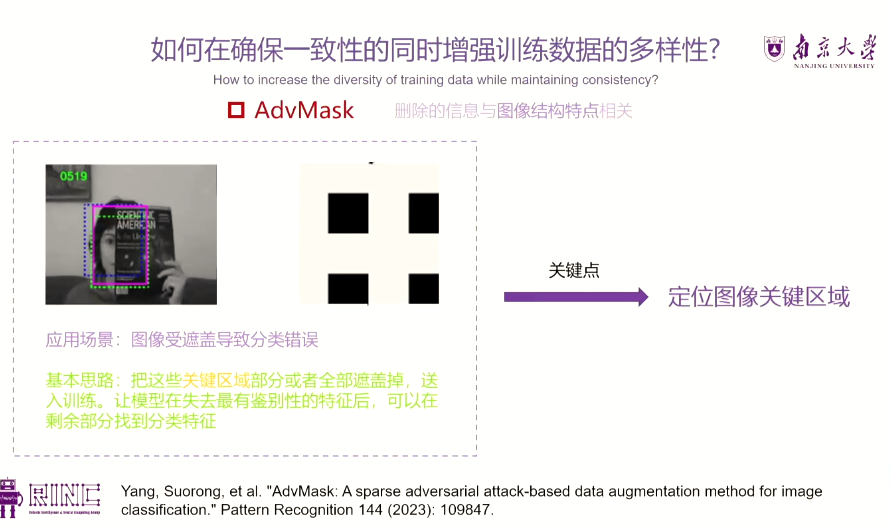 如何在确保一致性的同时增强训练数据的多样性?
南京大学
NANJING UNIVERSITY
How to increase the diversity of training data while maintaining consistency?
AdvMask 删除的信息与图像结构特点相关
0519
SCIENTIFIC
AMERICAN
关键点
定位图像关键区域
应用场景：图像受遮盖导致分类错误
基本思路：把这些关键区域部分或者全部遮盖掉，送
入训练。让模型在失去最有鉴别性的特征后，可以在
剩余部分找到分类特征
RINC
Yang, Suorong, et al. "AdvMask: A sparse adversarial attack-based data augmentation method for image
classification." Pattern Recognition 144 (2023): 109847.